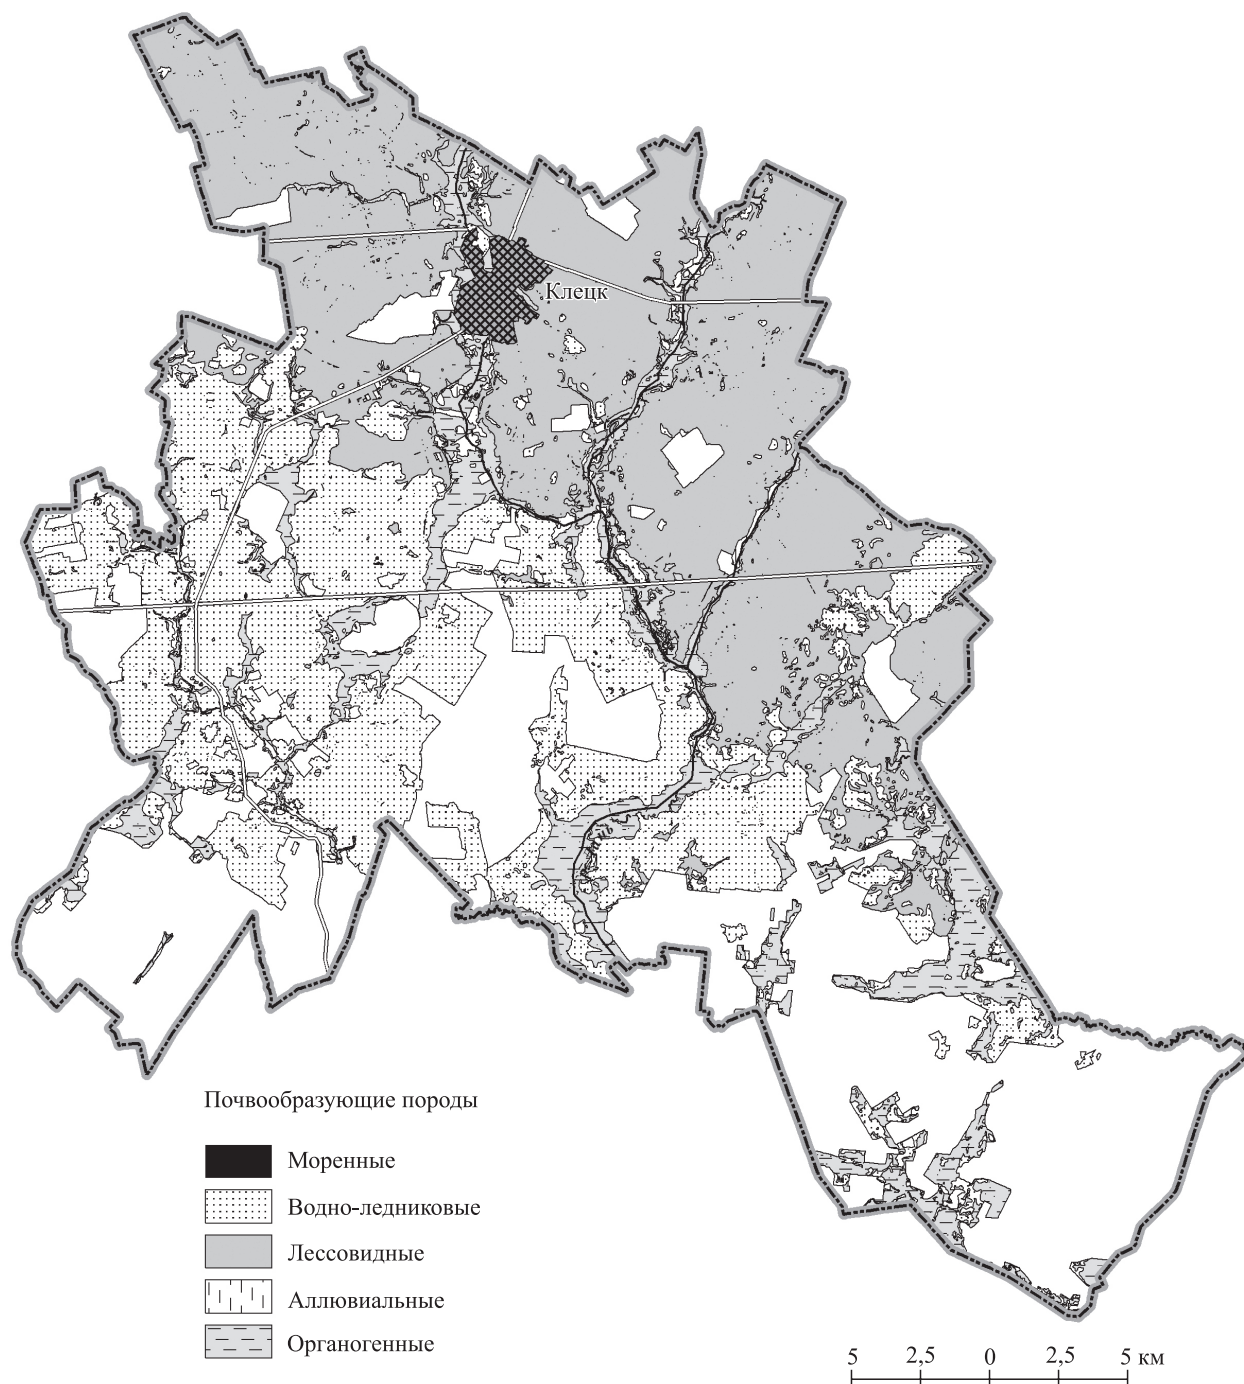 Клецк
Почвообразующие породы
Моренные
Водно-ледниковые
Лессовидные
Аллювиальные
Органогенные
5 2,5 0 2,5 5 км